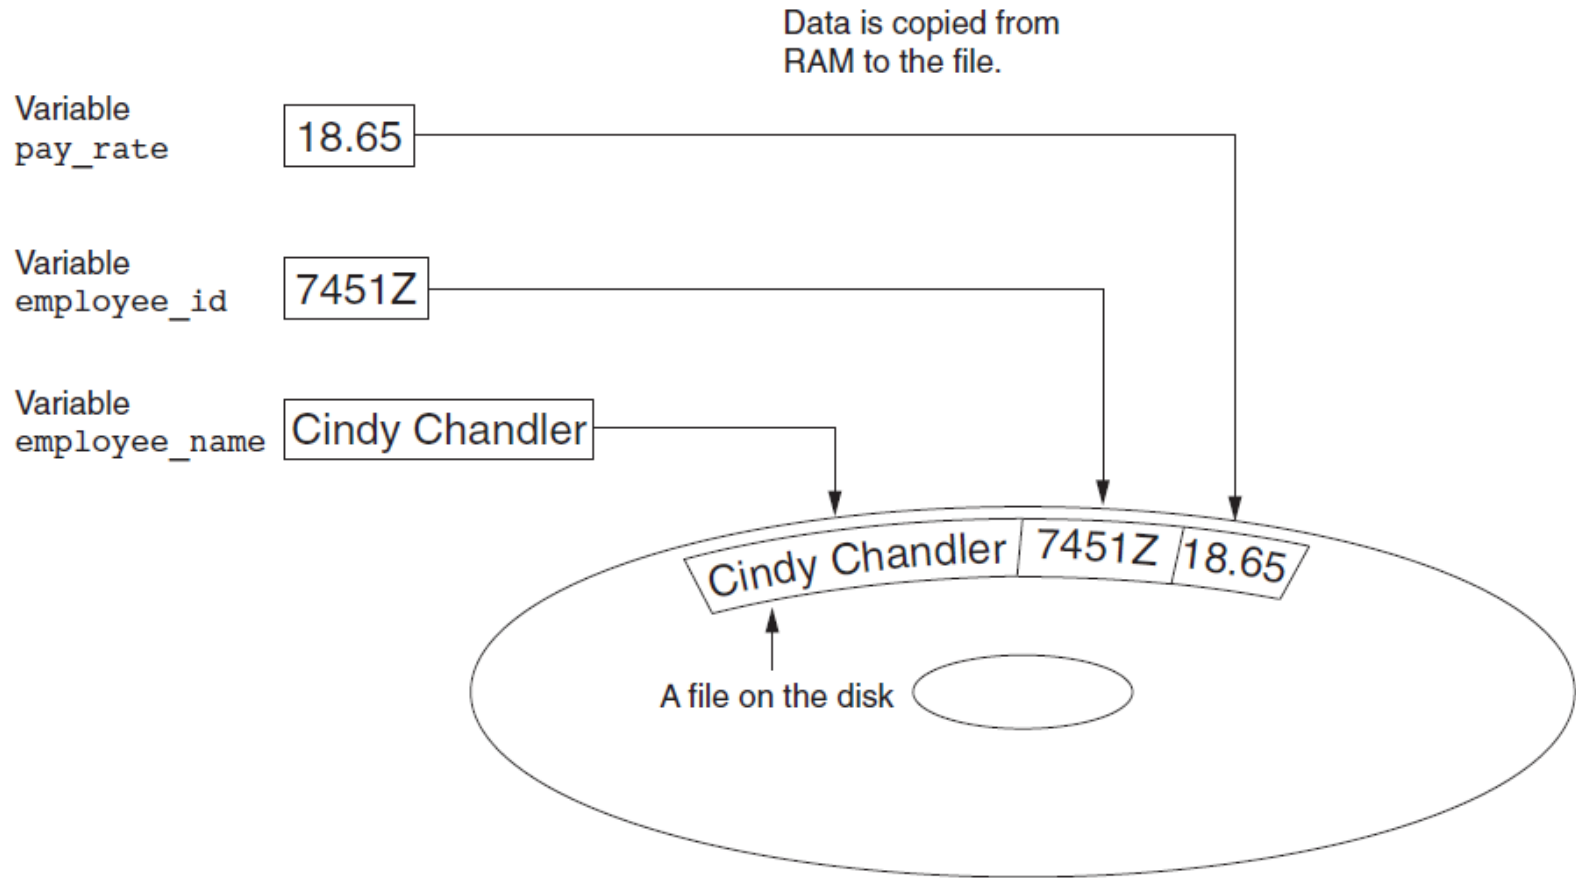 Data is copied from
RAM to the file.
Variable
pay_rate
18.65
Variable
employee_id
7451Z
Variable
employee_name
Cindy Chandler
Cindy Chandler
7451Z
18.65
A file on the disk